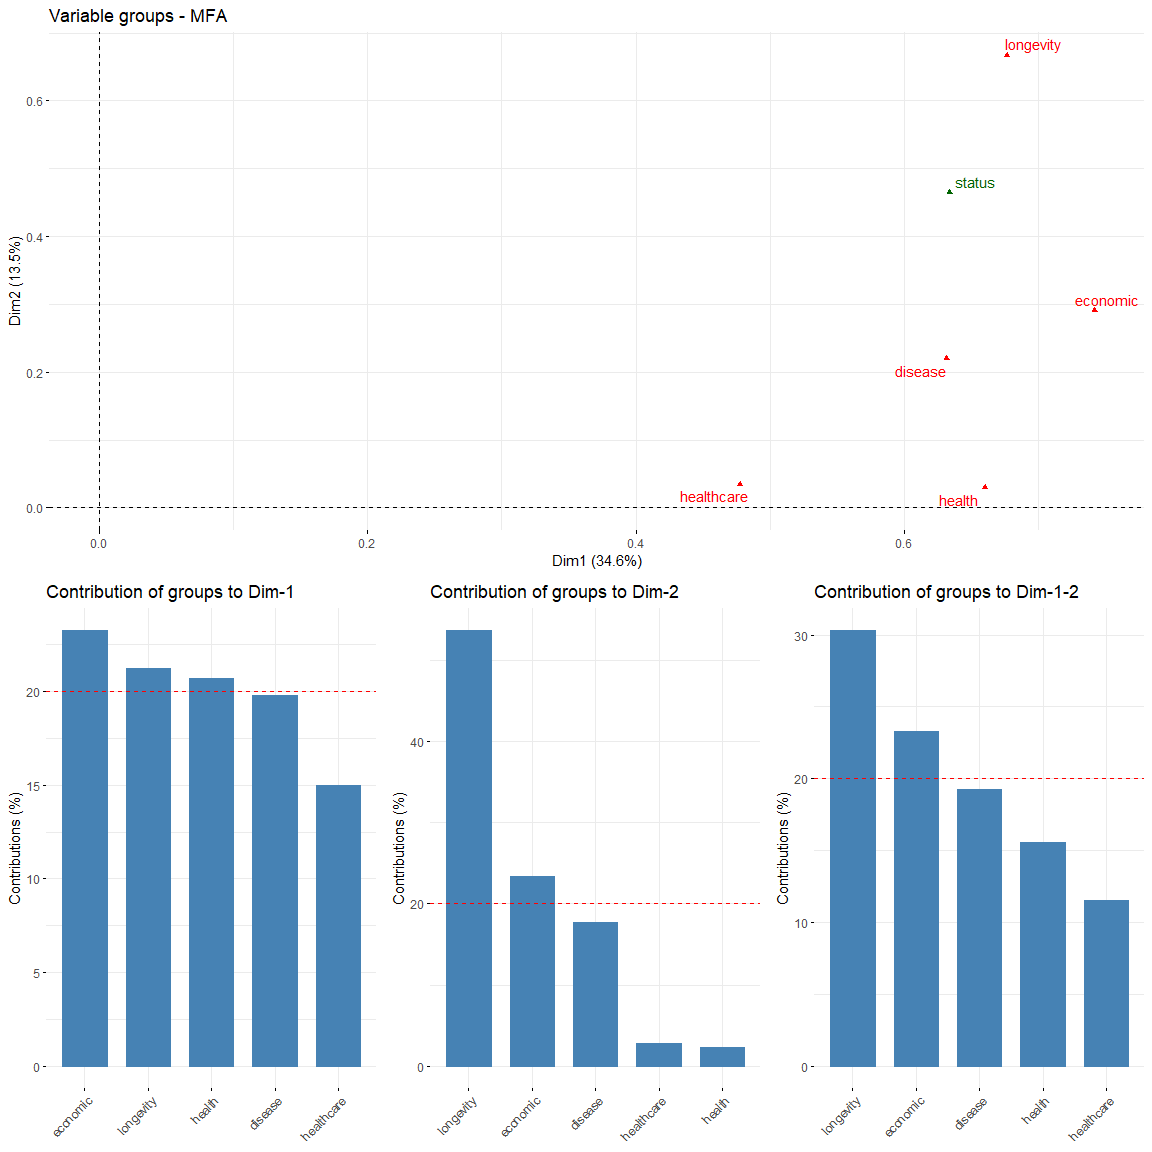 Variable groups - MFA
longevity
0.6
status
0.4
Dim2 (13.5%)
economic
disease
0.2
healthcare
health
0.0
0.0
0.2
0.4
0.6
Dim1 (34.6%)
Contribution of groups to Dim-1
20
15
10
5
0
Contributions (%)
economic
longevity
health
disease
healthcare
Contribution of groups to Dim-2
40
20
0
Contributions (%)
longevity
economic
disease
healthcare
health
Contribution of groups to Dim-1-2
30
20
10
0
Contributions (%)
longevity
economic
disease
health
healthcare